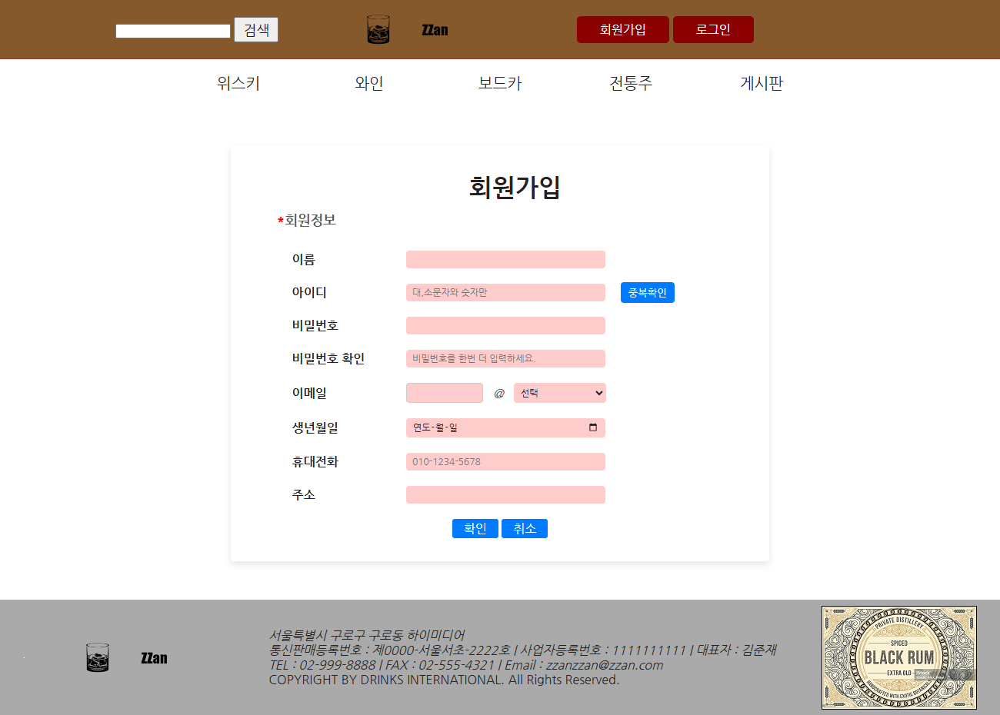 검색
ZZan
회원가입
로그인
위스키 와인 보드카 전통주 게시판
회원가입
*회원정보
이름
아이디 대,소문자와 숫자만 중복확인
비밀번호
비밀번호 확인 비밀번호를 한번 더 입력하세요.
이메일 @ 선택
생년월일 연도-월-일
휴대전화 010-1234-5678
주소
확인 취소
ZZan
서울특별시 구로구 구로동 하이미디어
통신판매등록번호 : 제0000-서울서초-2222호 | 사업자등록번호 : 1111111111 | 대표자 : 김준재
TEL : 02-999-8888 | FAX : 02-555-4321 | Email : zzanzzan@zzan.com
COPYRIGHT BY DRINKS INTERNATIONAL. All Rights Reserved.
PRIVATE DISTILLERY
SPICED
BLACK RUM
EXTRA OLD
HANDCRAFTED WITH EXOTIC BOTANICALS
iStock